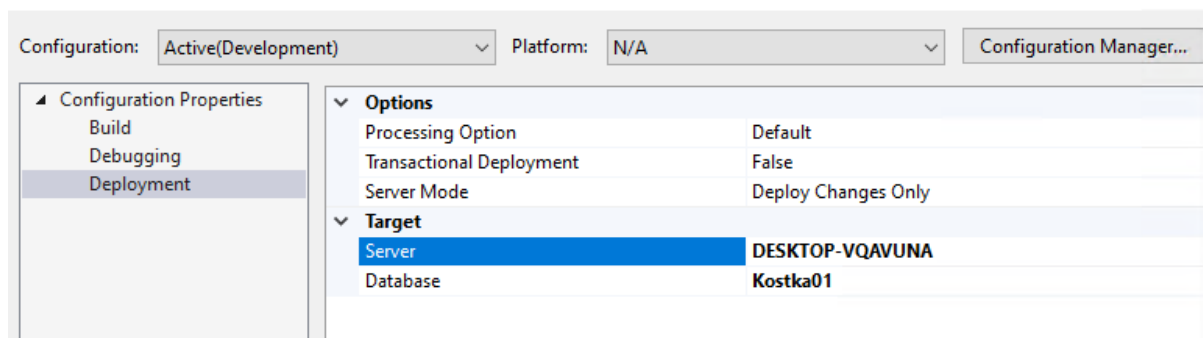 Configuration: Active(Development) Platform: N/A Configuration Manager...
Configuration Properties
Build
Debugging
Deployment
Options
Processing Option Default
Transactional Deployment False
Server Mode Deploy Changes Only
Target
Server DESKTOP-VQAVUNA
Database Kostka01